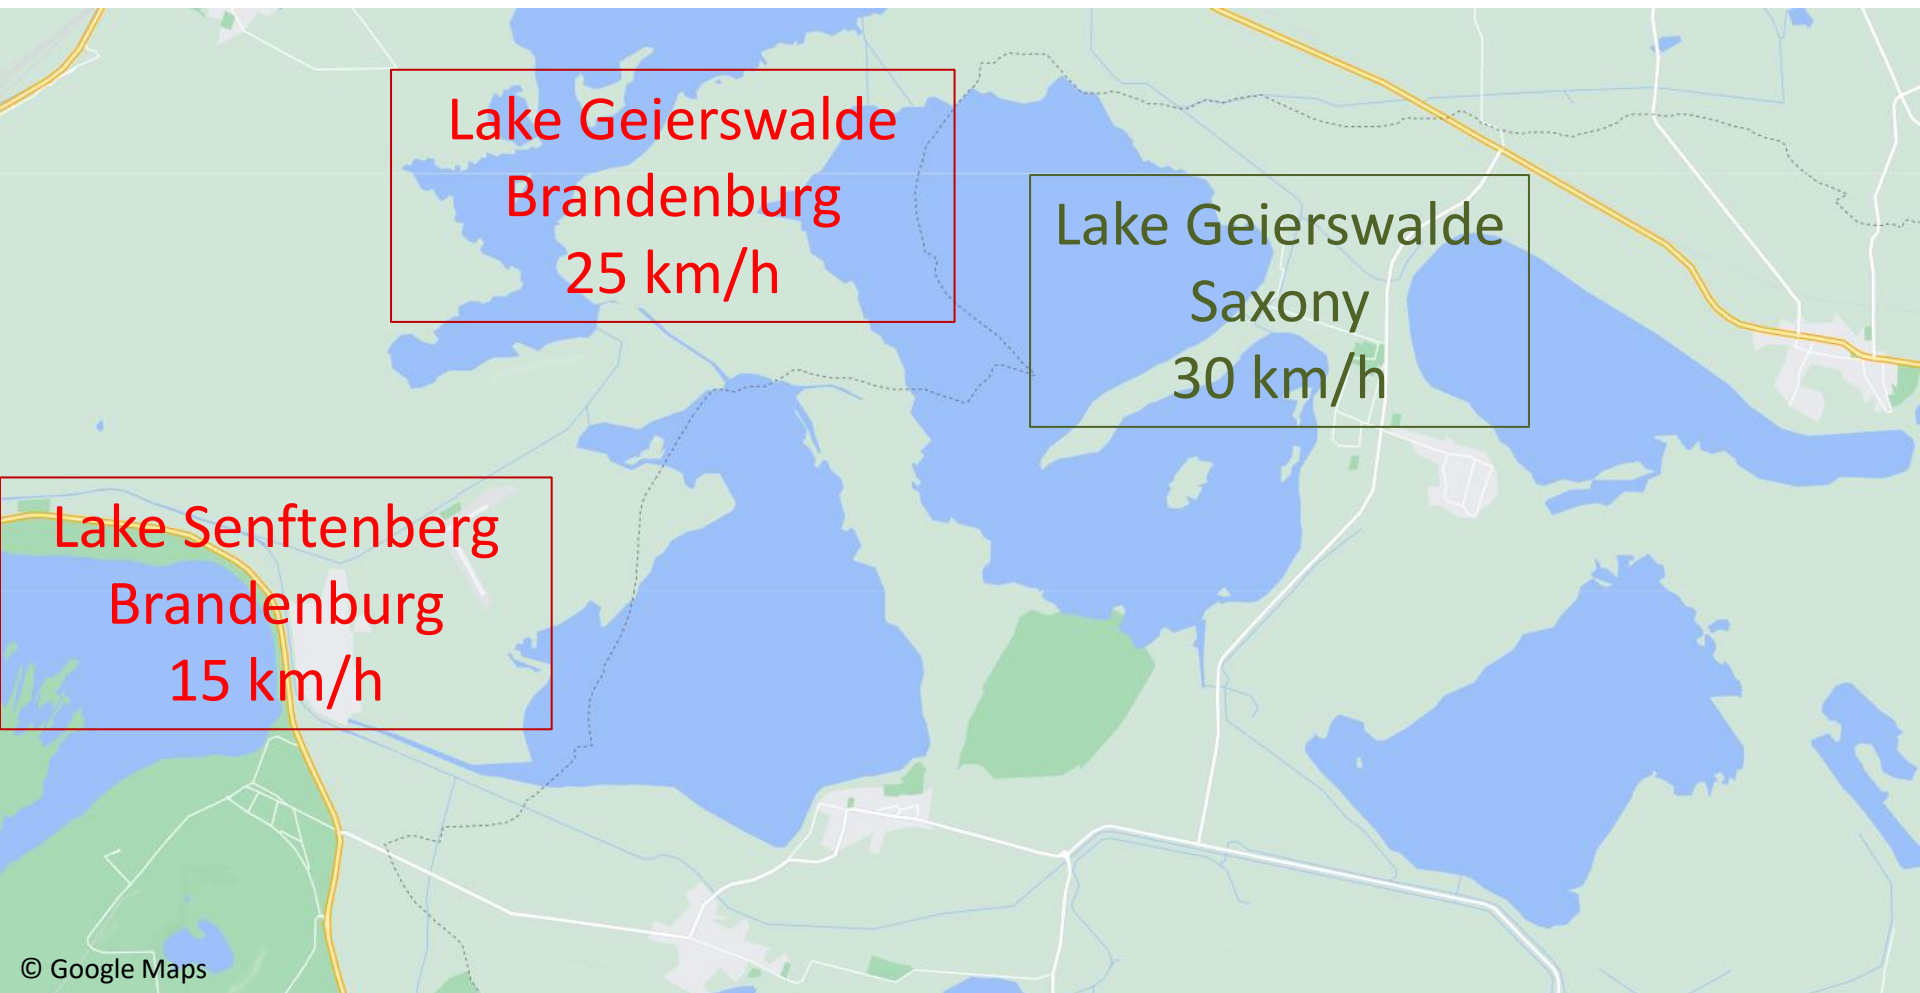 Lake Geierswalde
Brandenburg
25 km/h
Lake Geierswalde
Saxony
30 km/h
Lake Senftenberg
Brandenburg
15 km/h
© Google Maps